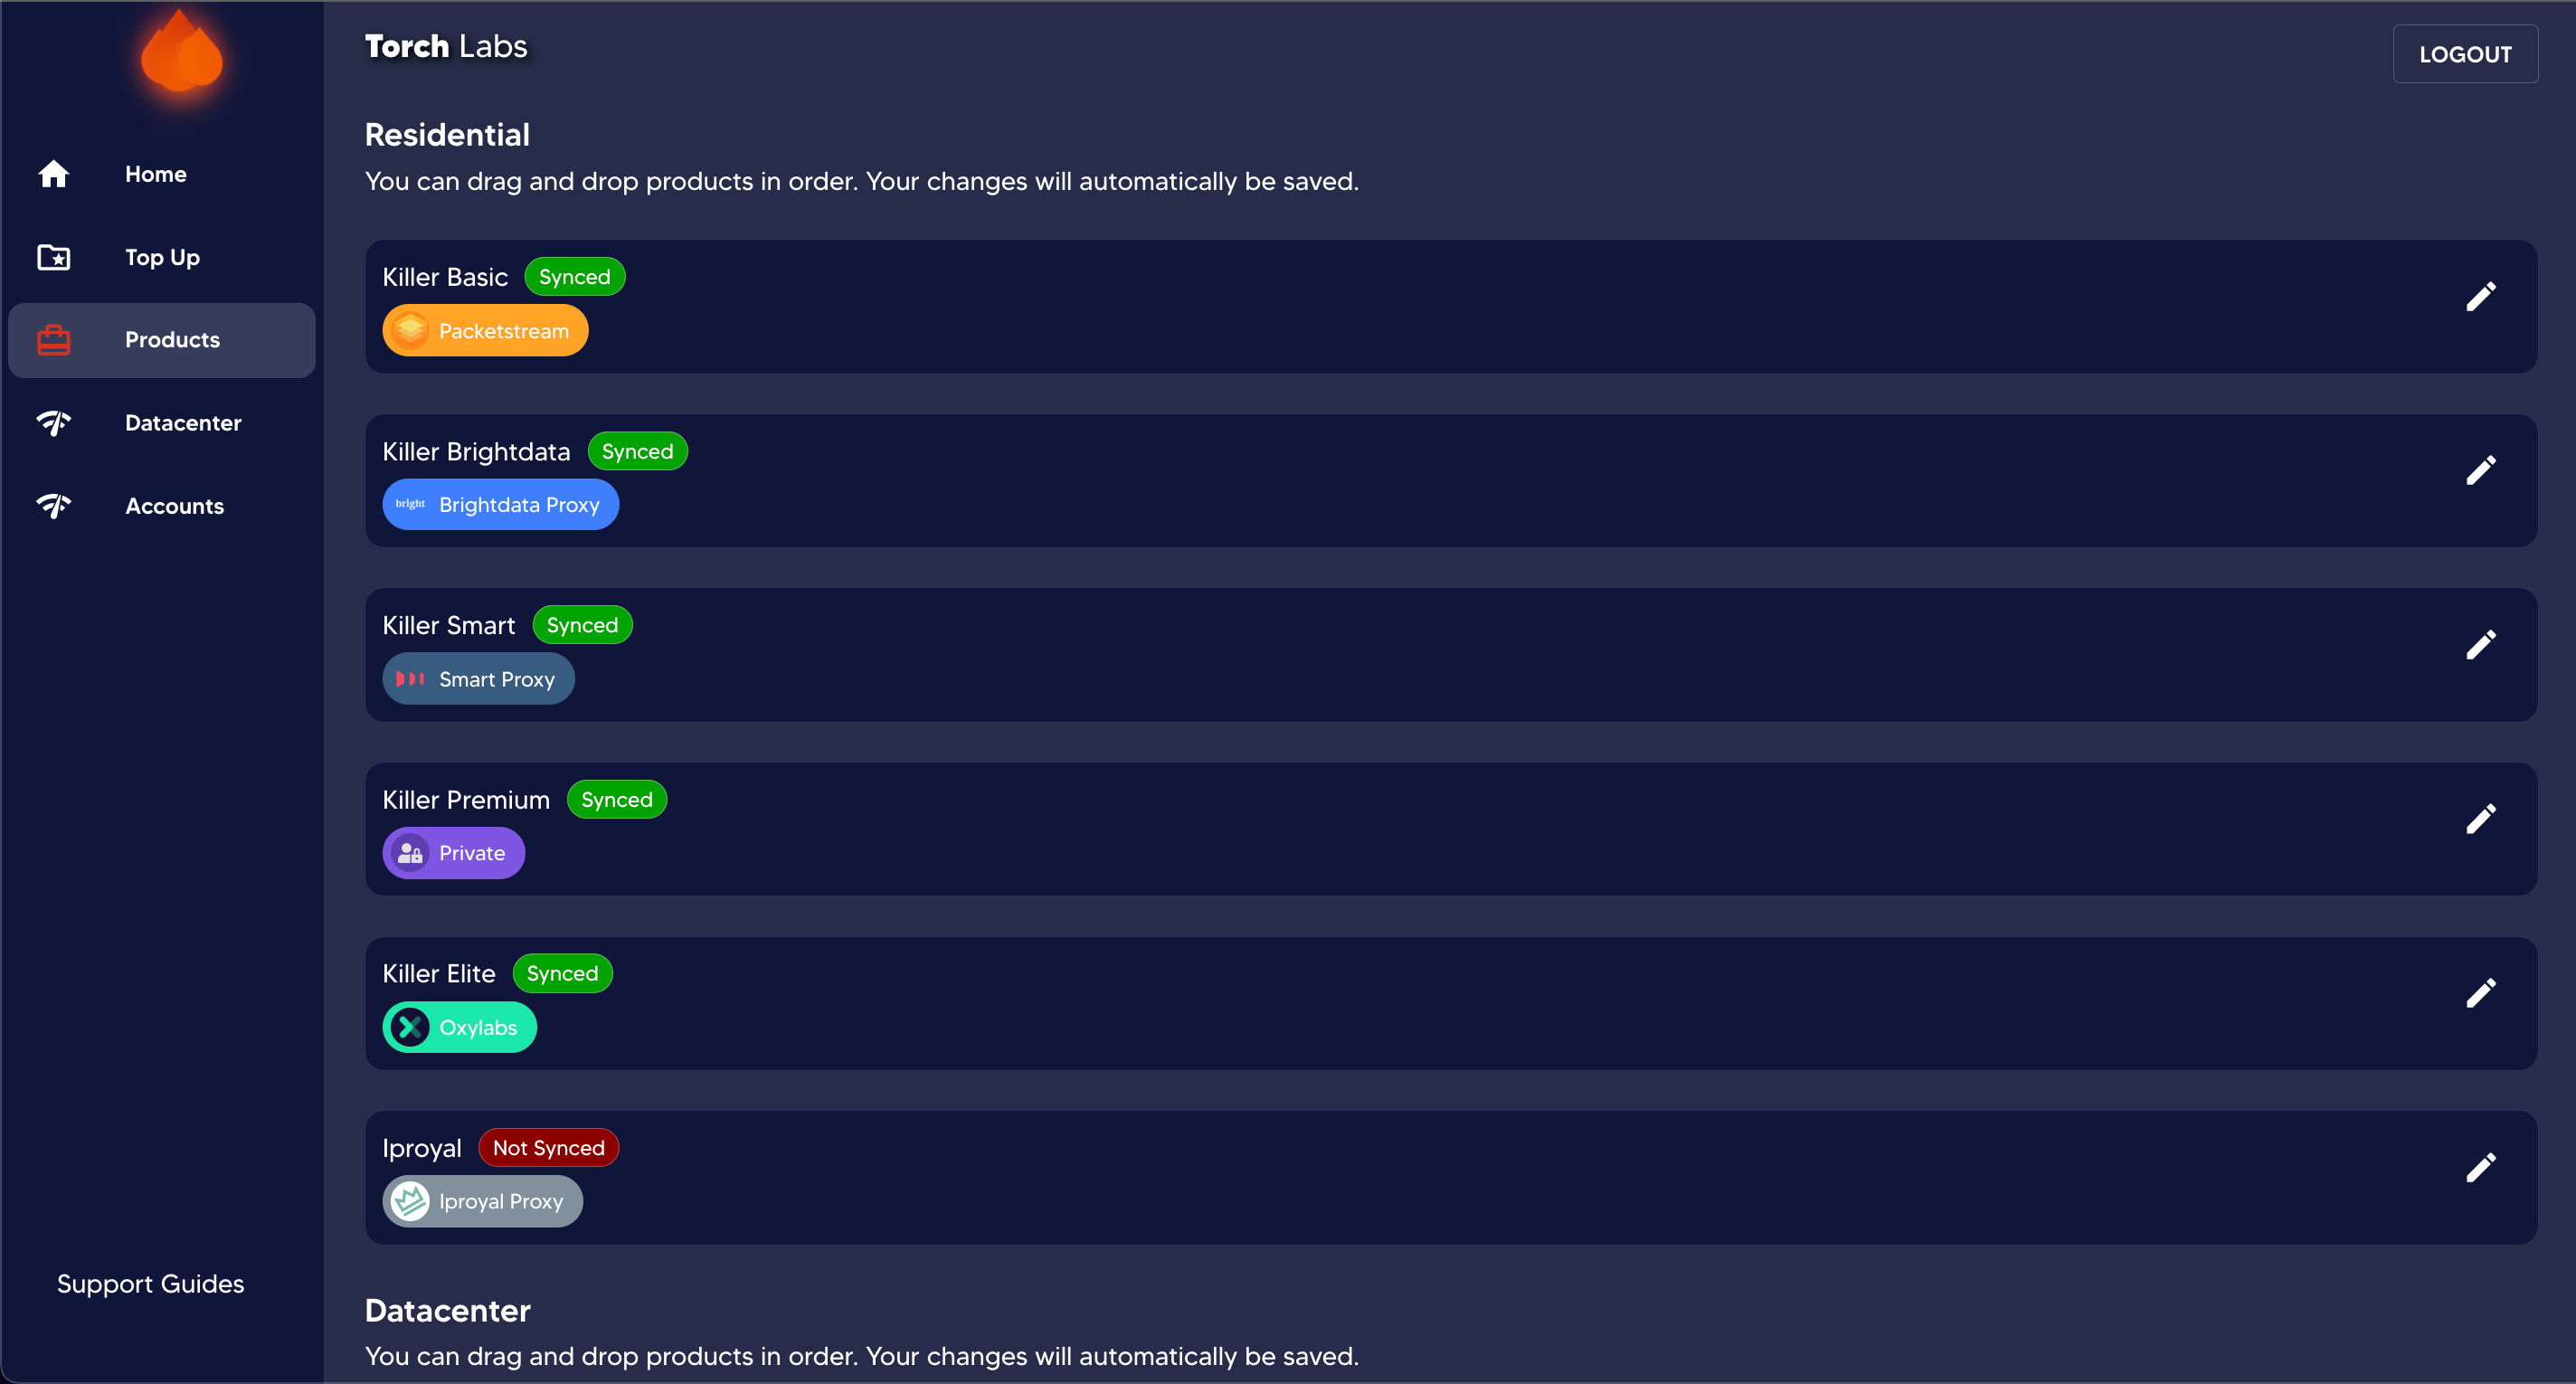 Torch Labs
LOGOUT
Home
Top Up
Products
Datacenter
Accounts
Support Guides
Residential
You can drag and drop products in order. Your changes will automatically be saved.
Killer Basic Synced
Packetstream
Killer Brightdata Synced
bright Brightdata Proxy
Killer Smart Synced
Smart Proxy
Killer Premium Synced
Private
Killer Elite Synced
Oxylabs
Iproyal Not Synced
Iproyal Proxy
Datacenter
You can drag and drop products in order. Your changes will automatically be saved.